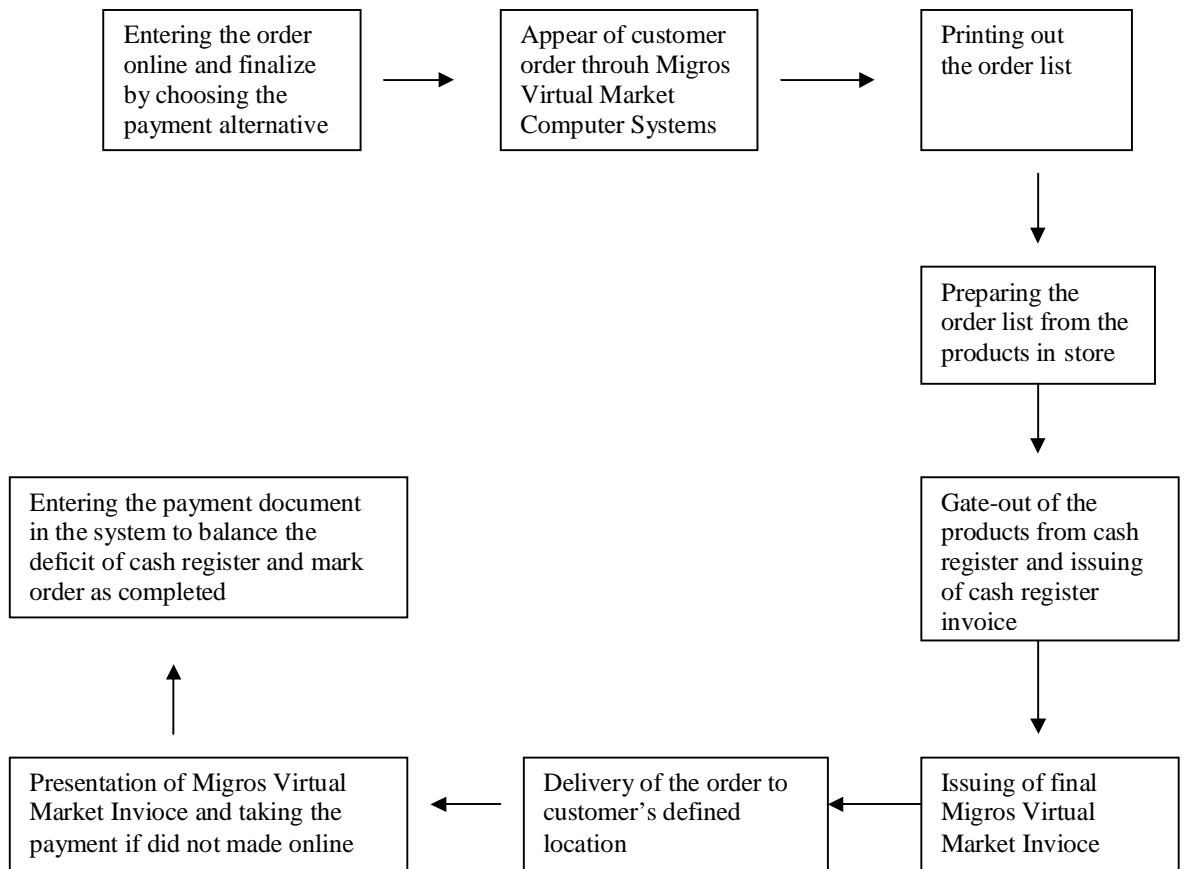 Entering the order
online and finalize
by choosing the
payment alternative
Appear of customer
order throuh Migros
Virtual Market
Computer Systems
Printing out
the order list
Preparing the
order list from the
products in store
Gate-out of the
products from cash
register and issuing
of cash register
invoice
Issuing of final
Migros Virtual
Market Invioce
Delivery of the order to
customer's defined
location
Presentation of Migros Virtual
Market Invioce and taking the
payment if did not made online
Entering the payment document
in the system to balance the
deficit of cash register and mark
order as completed